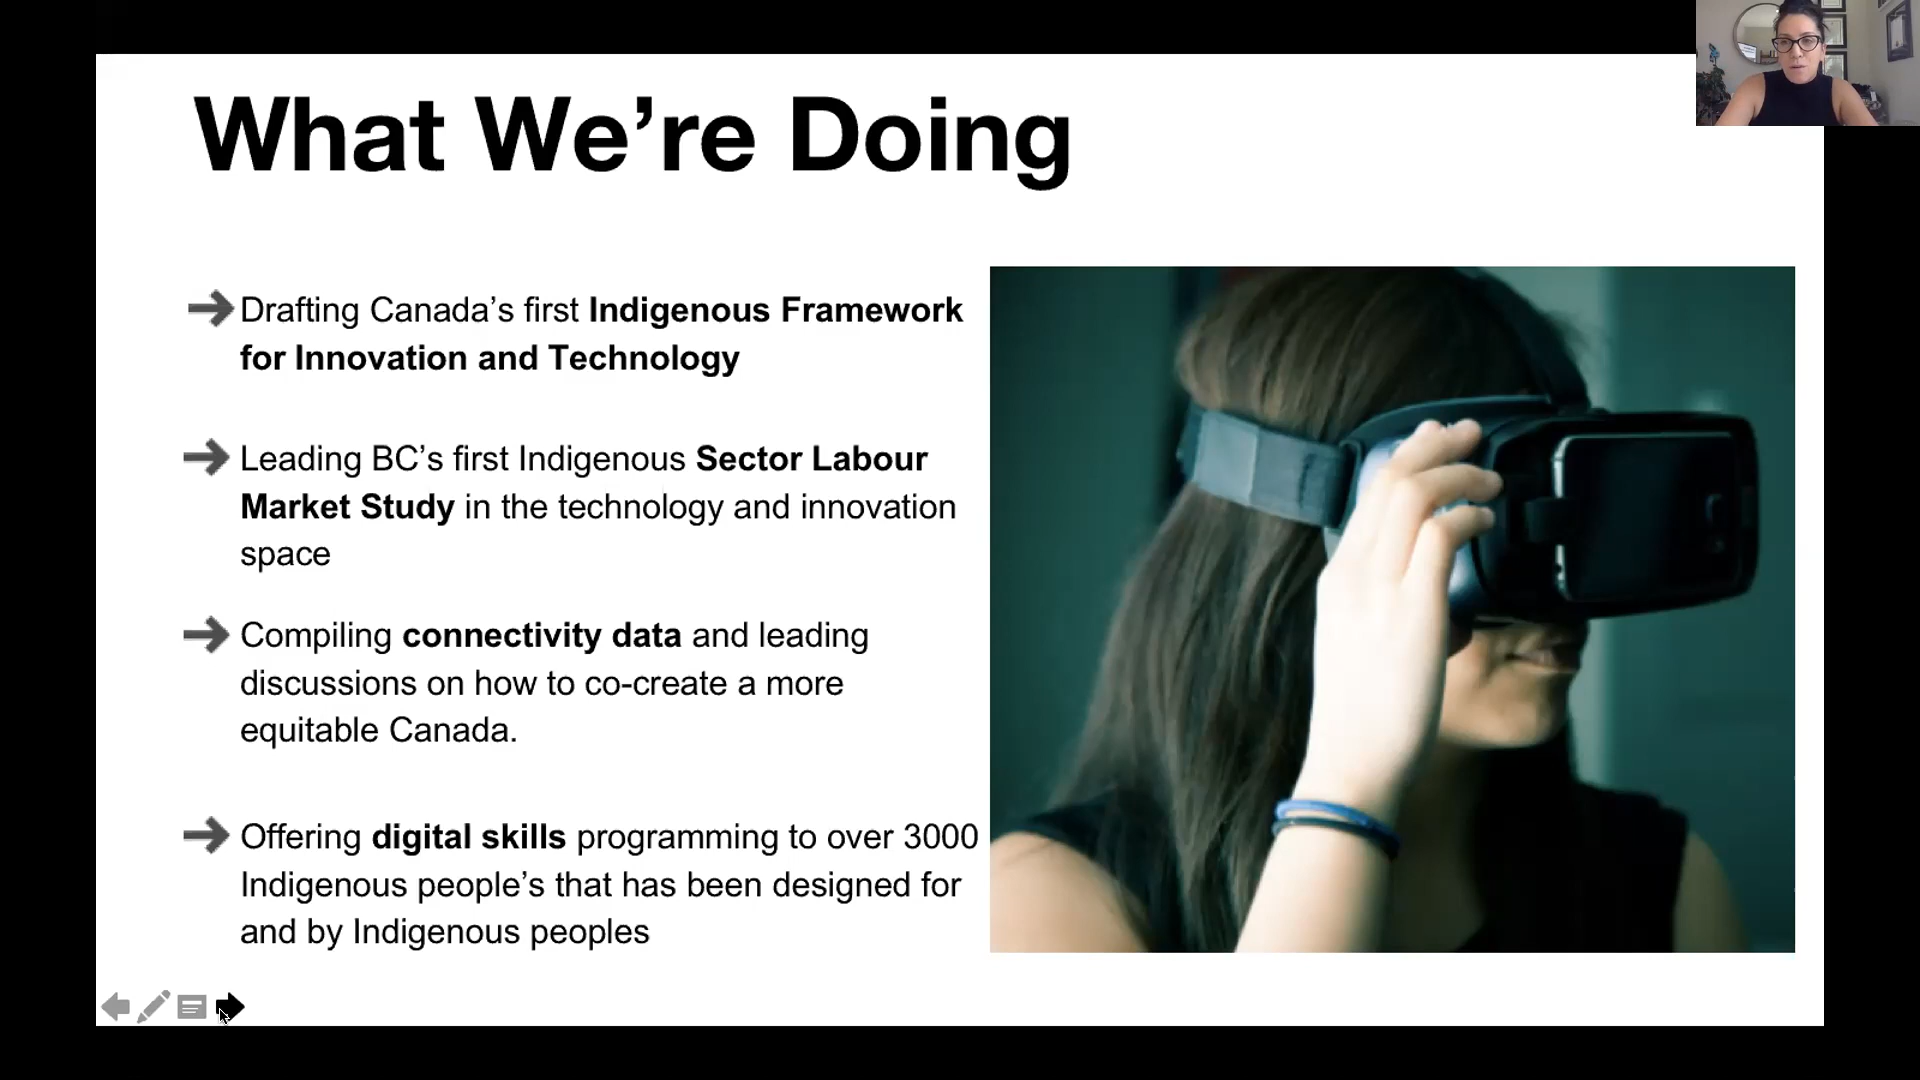 What We’re Doing
Drafting Canada’s first Indigenous Framework
for Innovation and Technology
Leading BC’s first Indigenous Sector Labour
Market Study in the technology and innovation
space
Compiling connectivity data and leading
discussions on how to co-create a more
equitable Canada.
Offering digital skills programming to over 3000
Indigenous people’s that has been designed for
and by Indigenous peoples